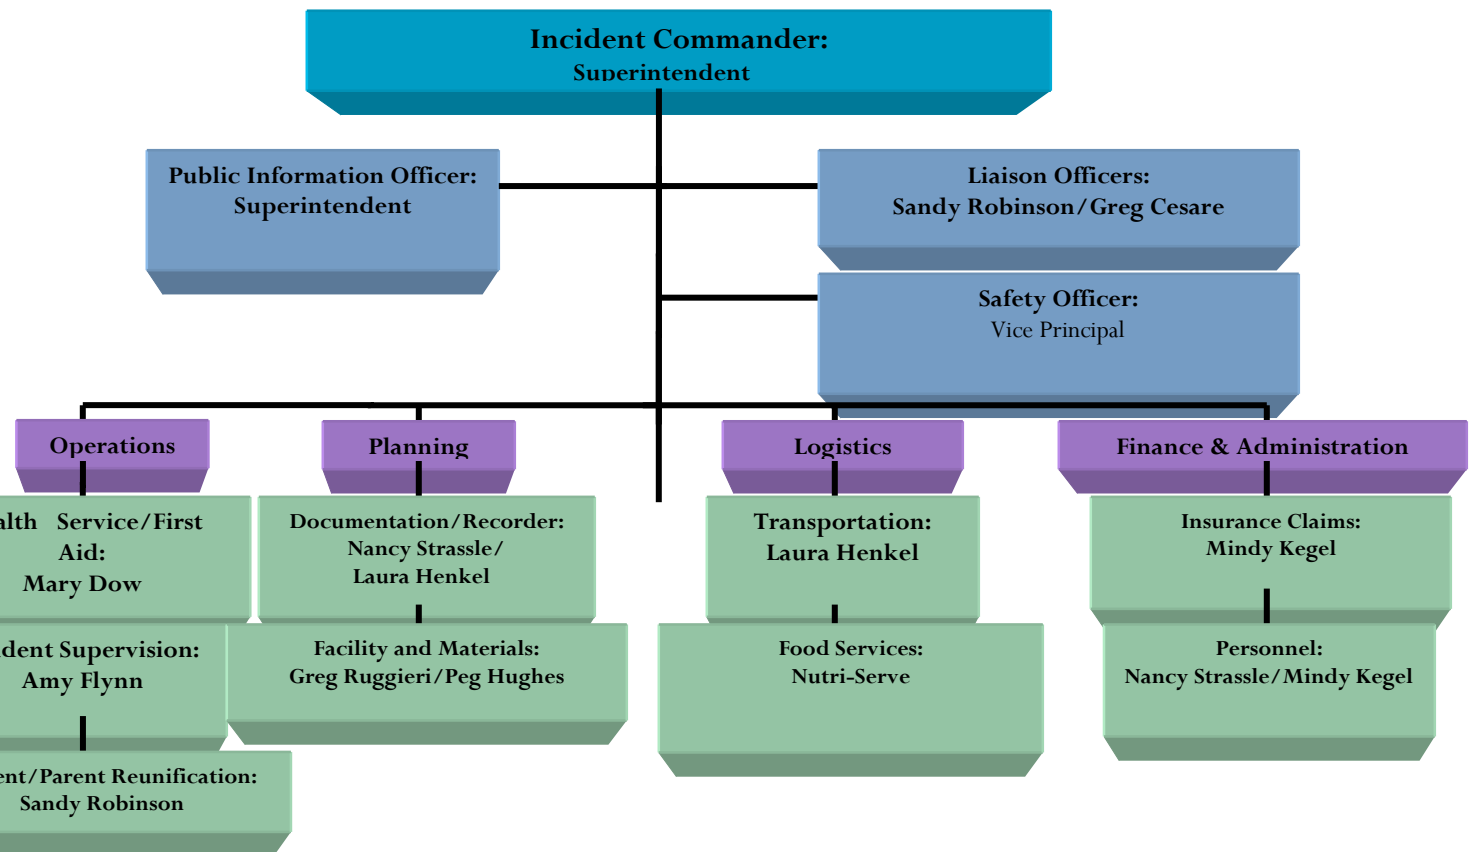 Incident Commander:
Superintendent
Public Information Officer:
Superintendent
Liaison Officers:
Sandy Robinson/Greg Cesare
Safety Officer:
Vice Principal
Operations
Planning
Logistics
Finance & Administration
alth Service/First
Aid:
Mary Dow
Documentation/Recorder:
Nancy Strassle/
Laura Henkel
Transportation:
Laura Henkel
Insurance Claims:
Mindy Kegel
dent Supervision:
Amy Flynn
Facility and Materials:
Greg Ruggieri/Peg Hughes
Food Services:
Nutri-Serve
Personnel:
Nancy Strassle/Mindy Kegel
ent/Parent Reunification:
Sandy Robinson